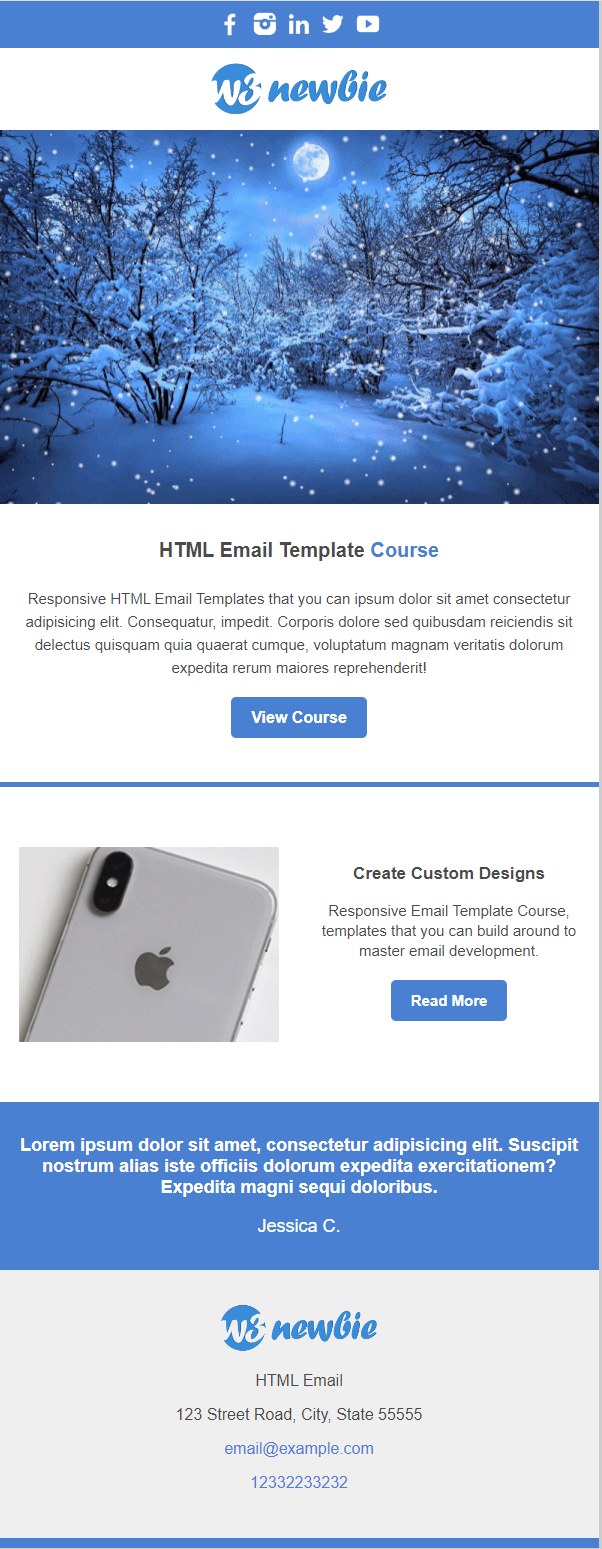 w3 newbie
HTML Email Template Course
Responsive HTML Email Templates that you can ipsum dolor sit amet consectetur
adipisicing elit. Consequatur, impedit. Corporis dolore sed quibusdam reiciendis sit
delectus quisquam quia quaerat cumque, voluptatum magnam veritatis dolorum
expedita rerum maiores reprehenderit!
View Course
Create Custom Designs
Responsive Email Template Course,
templates that you can build around to
master email development.
Read More
Lorem ipsum dolor sit amet, consectetur adipisicing elit. Suscipit
nostrum alias iste officiis dolorum expedita exercitationem?
Expedita magni sequi doloribus.
Jessica C.
w3 newbie
HTML Email
123 Street Road, City, State 55555
email@example.com
12332233232